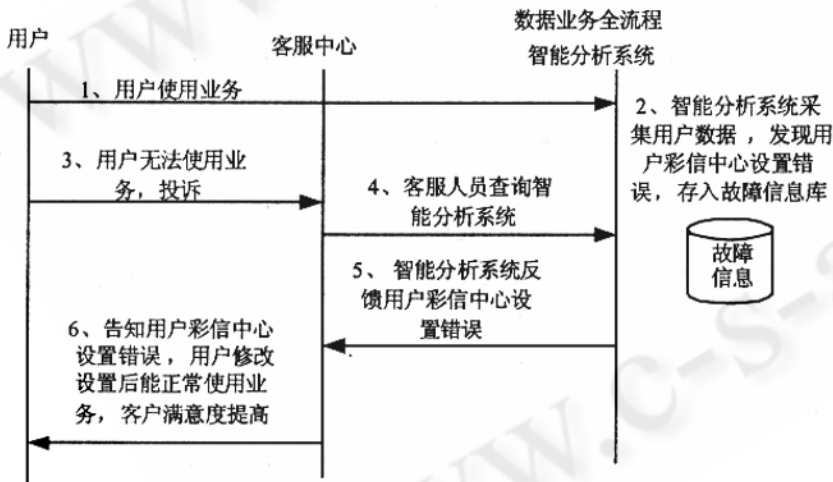 用户
客服中心
数据业务全流程
智能分析系统
1、用户使用业务
2、智能分析系统采
集用户数据 ，发现用
户彩信中心设置错
误，存入故障信息库
3、用户无法使用业
务，投诉
4、客服人员查询智
能分析系统
故障
信息
5、 智能分析系统反
馈用户彩信中心设
置错误
6、告知用户彩信中心
设置错误 ，用户修改
设置后能正常使用业
务，客户满意度提高
www.c-s-